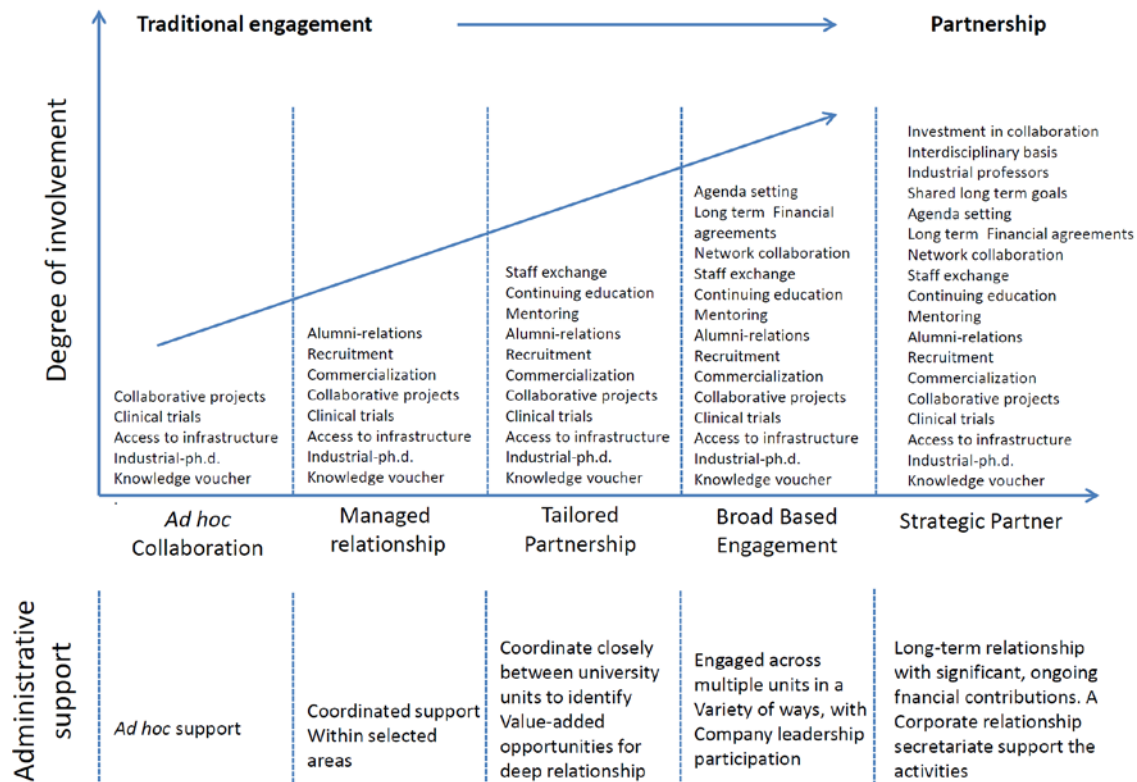 Traditional engagement
Partnership
Degree of involvement
Collaborative projects
Clinical trials
Access to infrastructure
Industrial-ph.d.
Knowledge voucher
Alumni-relations
Recruitment
Commercialization
Collaborative projects
Clinical trials
Access to infrastructure
Industrial-ph.d.
Knowledge voucher
Staff exchange
Continuing education
Mentoring
Alumni-relations
Recruitment
Commercialization
Collaborative projects
Clinical trials
Access to infrastructure
Industrial-ph.d.
Knowledge voucher
Agenda setting
Long term Financial
agreements
Network collaboration
Staff exchange
Continuing education
Mentoring
Alumni-relations
Recruitment
Commercialization
Collaborative projects
Clinical trials
Access to infrastructure
Industrial-ph.d.
Knowledge voucher
Investment in collaboration
Interdisciplinary basis
Industrial professors
Shared long term goals
Agenda setting
Long term Financial agreements
Network collaboration
Staff exchange
Continuing education
Mentoring
Alumni-relations
Recruitment
Commercialization
Collaborative projects
Clinical trials
Access to infrastructure
Industrial-ph.d.
Knowledge voucher
Ad hoc
Collaboration
Managed
relationship
Tailored
Partnership
Broad Based
Engagement
Strategic Partner
Administrative
support
Ad hoc support
Coordinated support
Within selected
areas
Coordinate closely
between university
units to identify
Value-added
opportunities for
deep relationship
Engaged across
multiple units in a
Variety of ways, with
Company leadership
participation
Long-term relationship
with significant, ongoing
fnancial contributions. A
Corporate relationship
secretariate support the
activities